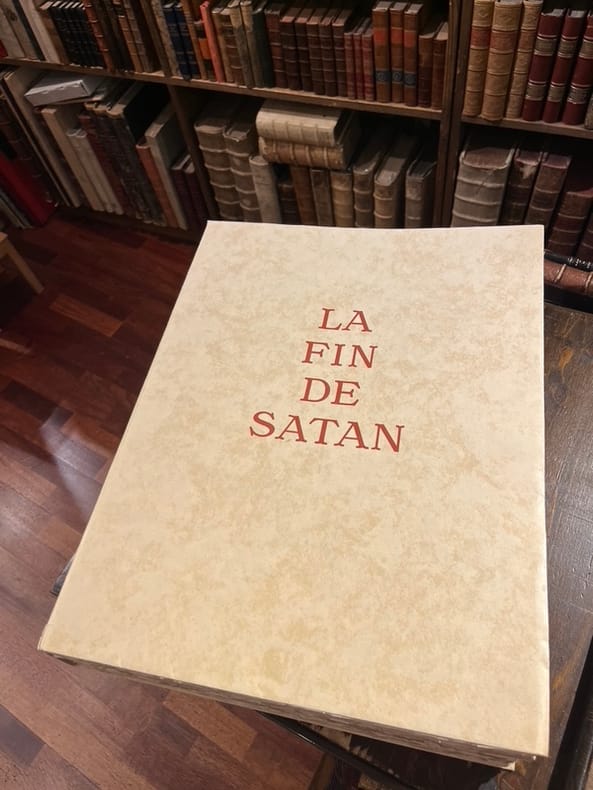 LA
FIN
DE
SATAN